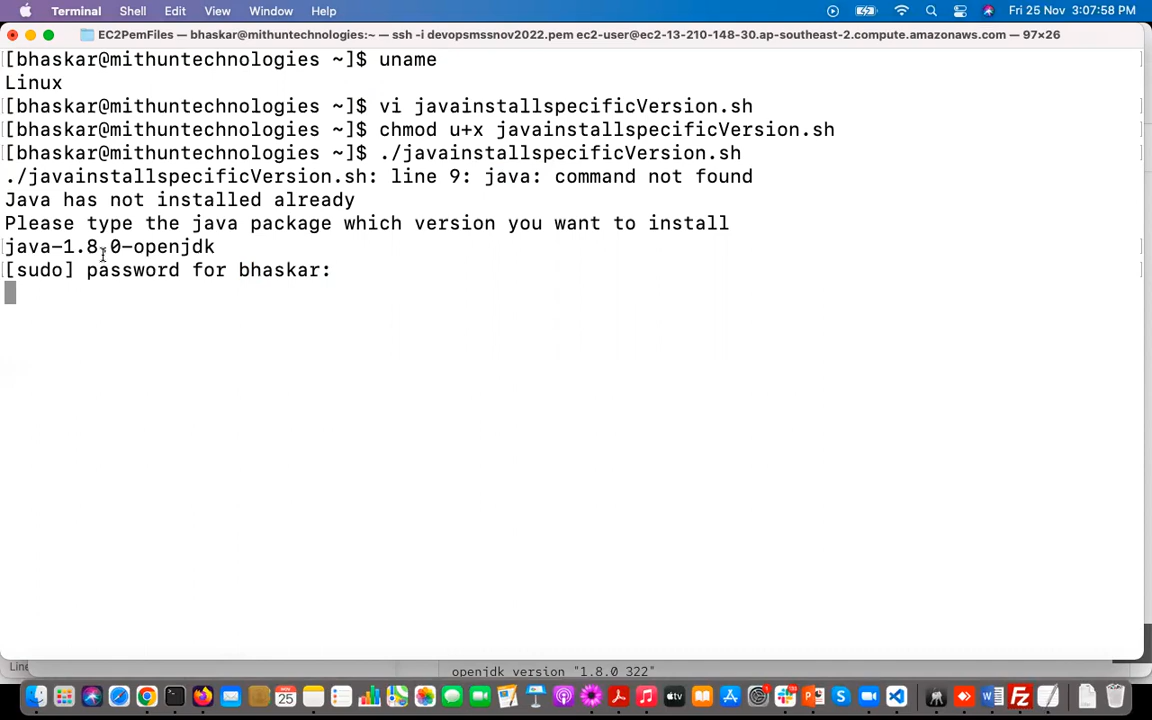 Terminal Shell Edit View Window Help Fri 25 Nov 3:07:58 PM
EC2PemFiles — bhaskar@mithuntechnologies:~ — ssh -i devopsmssnov2022.pem ec2-user@ec2-13-210-148-30.ap-southeast-2.compute.amazonaws.com — 97×26
[bhaskar@mithuntechnologies ~]$ uname
Linux
[bhaskar@mithuntechnologies ~]$ vi javainstallspecificVersion.sh
[bhaskar@mithuntechnologies ~]$ chmod u+x javainstallspecificVersion.sh
[bhaskar@mithuntechnologies ~]$ ./javainstallspecificVersion.sh
./javainstallspecificVersion.sh: line 9: java: command not found
Java has not installed already
Please type the java package which version you want to install
java-1.8.0-openjdk
[sudo] password for bhaskar:
Line
openjdk version "1.8.0 322"